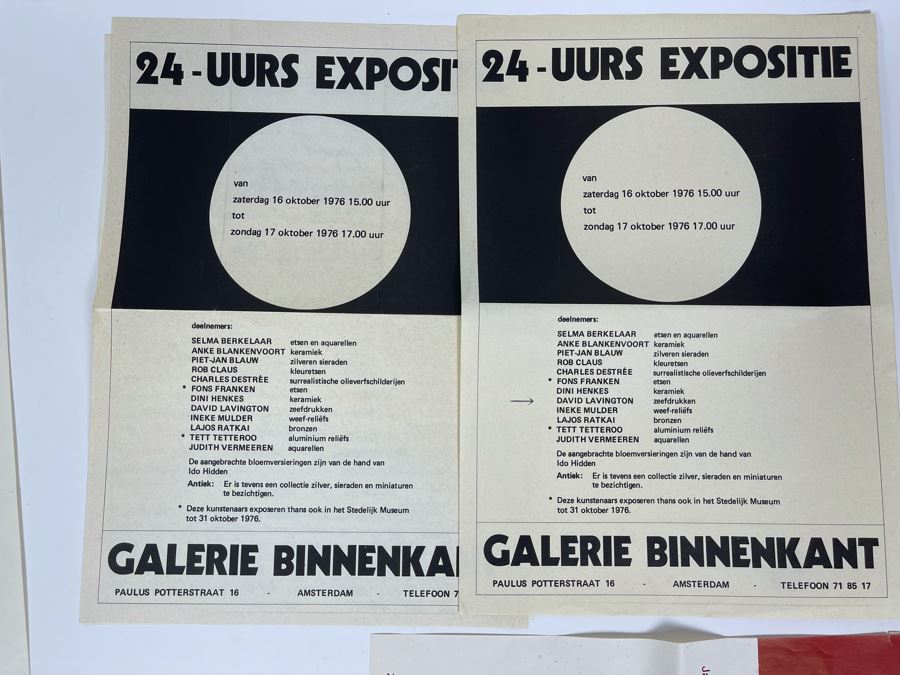 24-UURS EXPOSIT
van
zaterdag 16 oktober 1976 15.00 uur
tot
zondag 17 oktober 1976 17.00 uur
deelnemers:
SELMA BERKELAAR etsen en aquarellen
ANKE BLANKENVOORT keramiek
PIET-JAN BLAUW zilveren sieraden
ROB CLAUS kleuretsen
CHARLES DESTRÉE surrealistische olieverfschilderijen
* FONS FRANKEN etsen
DINI HENKES keramiek
DAVID LAVINGTON zeefdrukken
INEKE MULDER weef-reliëfs
LAJOS RATKAI bronzen
* TETT TETTEROO aluminium reliëfs
JUDITH VERMEEREN aquarellen
De aangebrachte bloemversieringen zijn van de hand van
Ido Hidden
Antiek: Er is tevens een collectie zilver, sieraden en miniaturen
te bezichtigen.
* Deze kunstenaars exposeren thans ook in het Stedelijk Museum
tot 31 oktober 1976.
GALERIE BINNENKA
PAULUS POTTERSTRAAT 16 · AMSTERDAM · TELEFOON 7
24-UURS EXPOSITIE
van
zaterdag 16 oktober 1976 15.00 uur
tot
zondag 17 oktober 1976 17.00 uur
deelnemers:
SELMA BERKELAAR etsen en aquarellen
ANKE BLANKENVOORT keramiek
PIET-JAN BLAUW zilveren sieraden
ROB CLAUS kleuretsen
CHARLES DESTRÉE surrealistische olieverfschilderijen
* FONS FRANKEN etsen
DINI HENKES keramiek
DAVID LAVINGTON zeefdrukken
INEKE MULDER weef-reliëfs
LAJOS RATKAI bronzen
* TETT TETTEROO aluminium reliëfs
JUDITH VERMEEREN aquarellen
De aangebrachte bloemversieringen zijn van de hand van
Ido Hidden
Antiek: Er is tevens een collectie zilver, sieraden en miniaturen
te bezichtigen.
* Deze kunstenaars exposeren thans ook in het Stedelijk Museum
tot 31 oktober 1976.
GALERIE BINNENKANT
PAULUS POTTERSTRAAT 16 · AMSTERDAM · TELEFOON 71 85 17